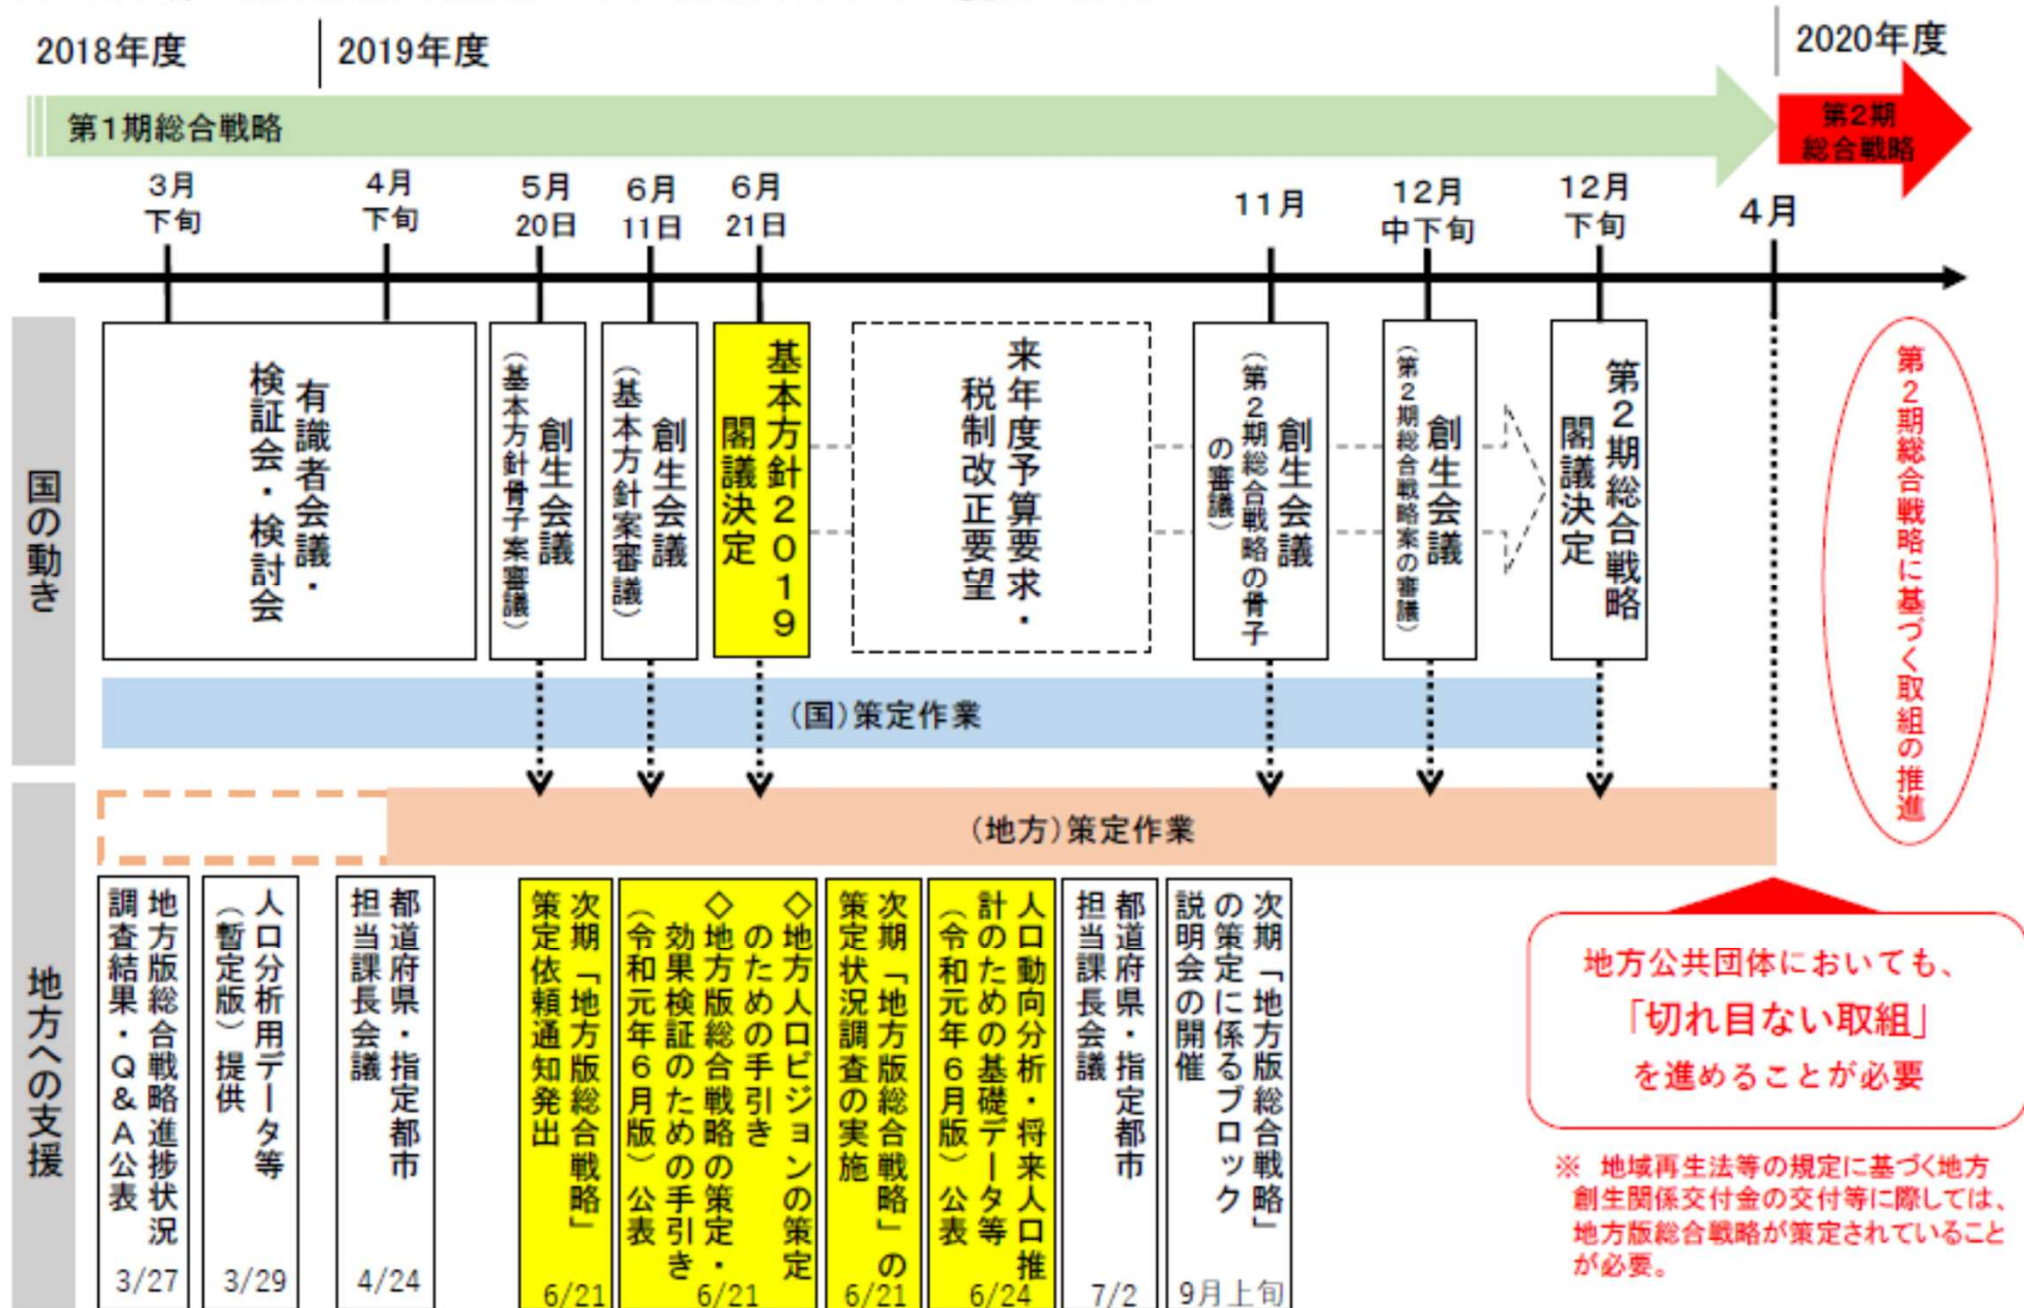 2018年度
2019年度
2020年度
第1期総合戦略
第2期
総合戦略
3月
下旬
4月
下旬
5月
20日
6月
11日
6月
21日
11月
12月
中下旬
12月
下旬
4月
国の動き
有識者会議・
検証会・検討会
創生会議
（基本方針骨子案審議）
創生会議
（基本方針案審議）
基本方針2019
閣議決定
来年度予算要求・
税制改正要望
創生会議
（第2期総合戦略の骨子
の審議）
創生会議
（第2期総合戦略案の審議）
第2期総合戦略
閣議決定
第2期総合戦略に基づく取組の推進
（国）策定作業
（地方）策定作業
地方への支援
地方版総合戦略進捗状況
調査結果・Q&A公表
3/27
人口分析用データ等
（暫定版）提供
3/29
都道府県・指定都市
担当課長会議
4/24
次期「地方版総合戦略」
策定依頼通知発出
6/21
◇地方人口ビジョンの策定
のための手引き
◇地方版総合戦略の策定・
効果検証のための手引き
（令和元年6月版）公表
6/21
次期「地方版総合戦略」の
策定状況調査の実施
6/21
人口動向分析・将来人口推
計のための基礎データ等
（令和元年6月版）公表
6/24
都道府県・指定都市
担当課長会議
7/2
次期「地方版総合戦略」
の策定に係るブロック
説明会の開催
9月上旬
地方公共団体においても、
「切れ目ない取組」
を進めることが必要
※ 地域再生法等の規定に基づく地方
創生関係交付金の交付等に際しては、
地方版総合戦略が策定されていること
が必要。